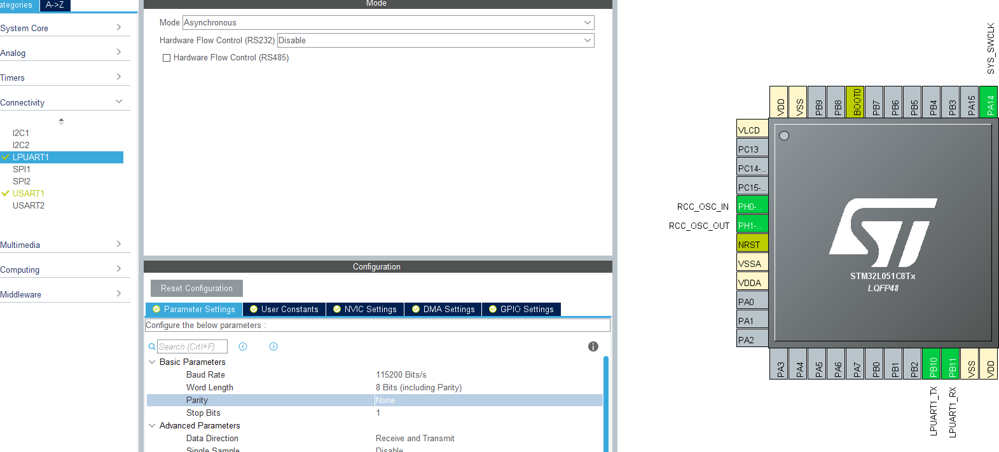 ategories
A->Z
System Core
Analog
Timers
Connectivity
I2C1
I2C2
LPUART1
SPI1
SPI2
USART1
USART2
Multimedia
Computing
Middleware
Mode
Mode Asynchronous
Hardware Flow Control (RS232) Disable
Hardware Flow Control (RS485)
Configuration
Reset Configuration
Parameter Settings
User Constants
NVIC Settings
DMA Settings
GPIO Settings
Configure the below parameters :
Search (Crtl+F)
Basic Parameters
Baud Rate 115200 Bits/s
Word Length 8 Bits (including Parity)
Parity None
Stop Bits 1
Advanced Parameters
Data Direction Receive and Transmit
Single Sample Disable
SYS_SWCLK
VDD
VSS
PB9
PB8
BOOT0
PB7
PB6
PB5
PB4
PB3
PA15
PA14
VLCD
PC13
PC14-..
PC15-..
RCC_OSC_IN
PH0-..
RCC_OSC_OUT
PH1-..
NRST
VSSA
VDDA
PA0
PA1
PA2
ST
STM32L051C8Tx
LQFP48
PA3
PA4
PA5
PA6
PA7
PB0
PB1
PB2
PB10
PB11
VSS
VDD
LPUART1_TX
LPUART1_RX